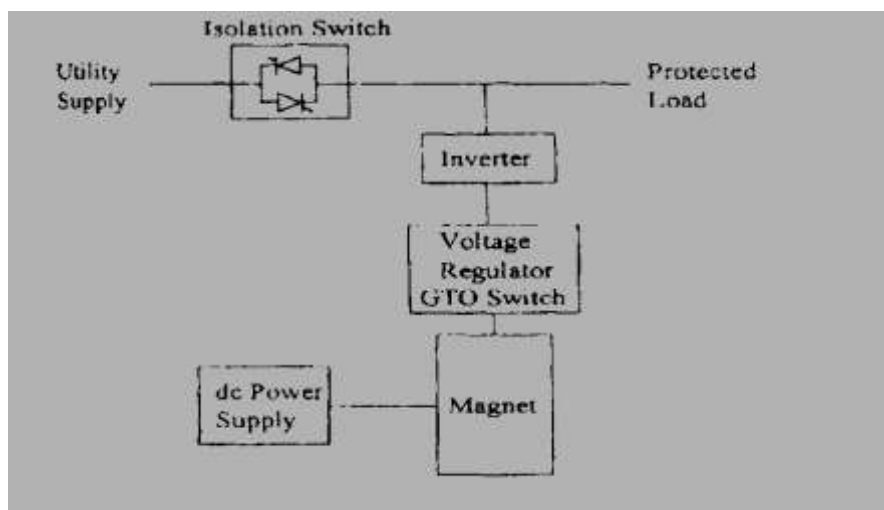 Isolation Switch
Utility
Supply
Protected
Load
Inverter
Voltage
Regulator
GTO Switch
dc Power
Supply
Magnet